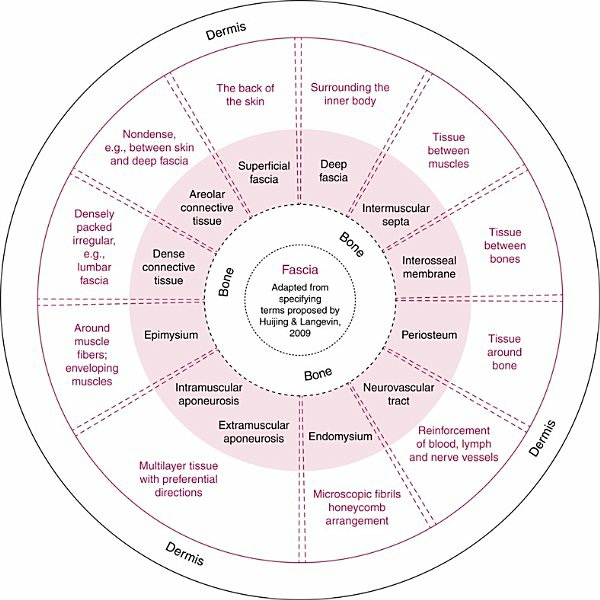 Dermis
The back of
the skin
Surrounding the
inner body
Nondense,
e.g., between skin
and deep fascia
Tissue
between
muscles
Superficial
fascia
Deep
fascia
Areolar
connective
tissue
Intermuscular
septa
Densely
packed
irregular,
e.g.,
lumbar
fascia
Dense
connective
tissue
Bone
Bone
Interosseal
membrane
Tissue
between
bones
Fascia
Adapted from
specifying
terms proposed by
Huijing & Langevin,
2009
Around
muscle
fibers;
enveloping
muscles
Epimysium
Periosteum
Tissue
around
bone
Bone
Intramuscular
aponeurosis
Neurovascular
tract
Extramuscular
aponeurosis
Endomysium
Reinforcement
of blood, lymph
and nerve vessels
Dermis
Multilayer tissue
with preferential
directions
Microscopic fibrils
honeycomb
arrangement
Dermis